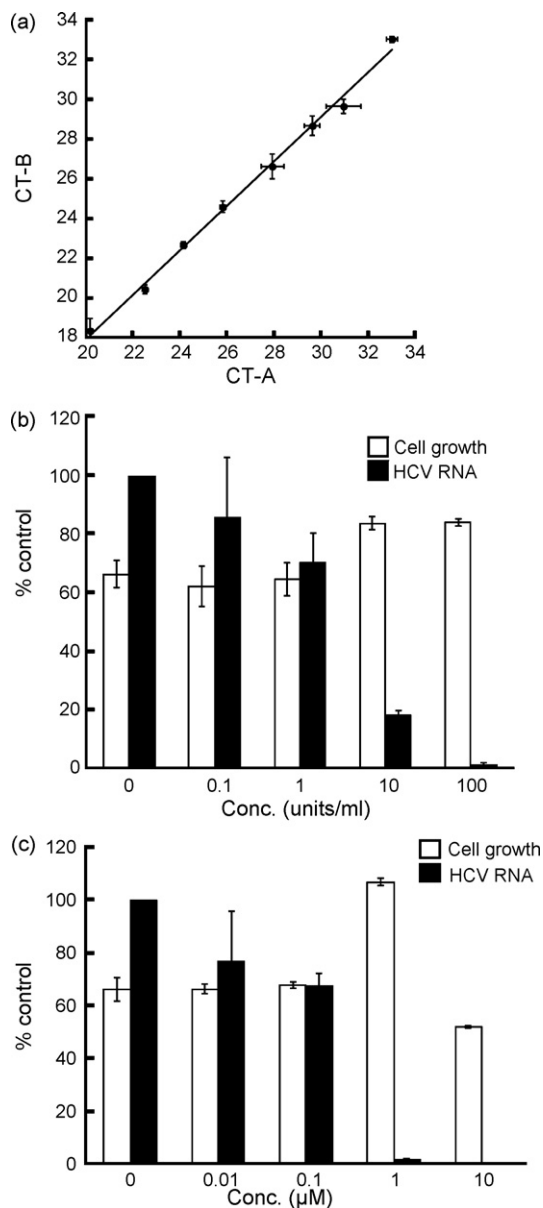 (a)
34
32
30
28
26
24
22
20
18
CT-B
20 22 24 26 28 30 32 34
CT-A
(b)
120
100
80
60
40
20
0
% control
Cell growth
HCV RNA
0 0.1 1 10 100
Conc. (units/ml)
(c)
120
100
80
60
40
20
0
% control
Cell growth
HCV RNA
0 0.01 0.1 1 10
Conc. (µM)